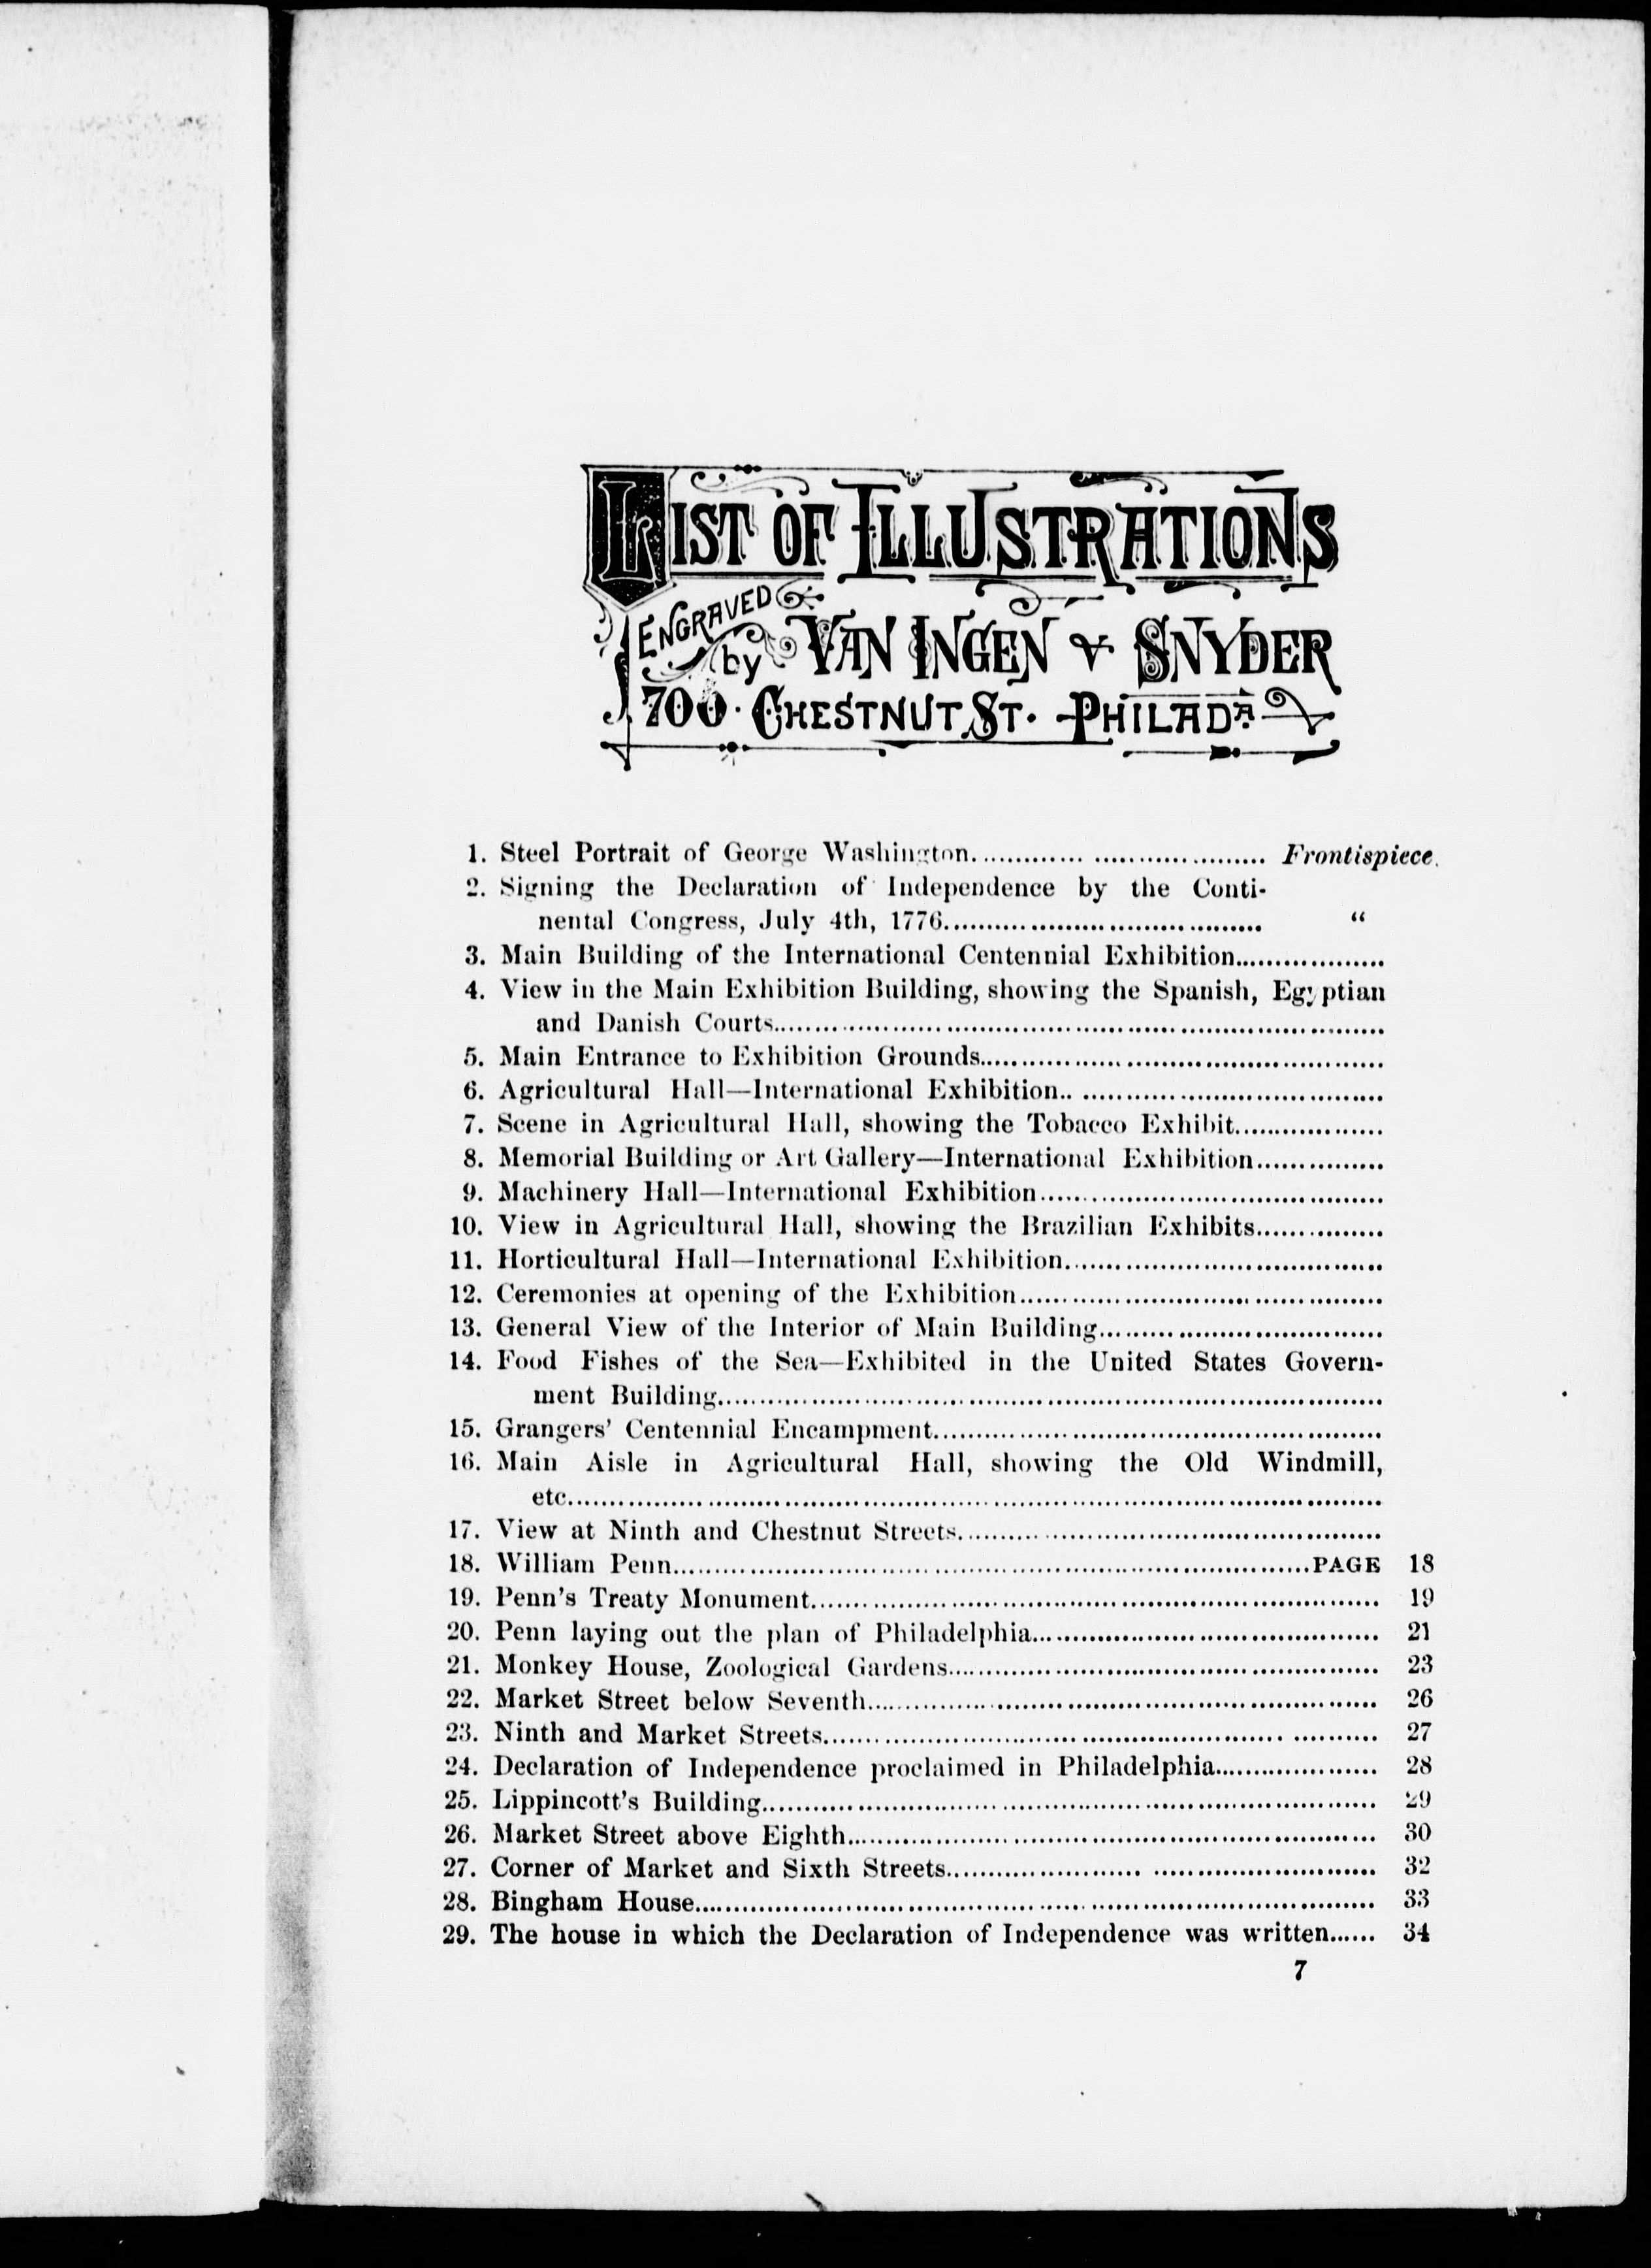 LIST OF ILLUSTRATIONS
ENGRAVED by VAN INGEN & SNYDER
700 CHESTNUT ST. PHILADA.
1. Steel Portrait of George Washington.................................. Frontispiece.
2. Signing the Declaration of Independence by the Conti-
nental Congress, July 4th, 1776..................................... “
3. Main Building of the International Centennial Exhibition..................
4. View in the Main Exhibition Building, showing the Spanish, Egyptian
and Danish Courts........................................................................
5. Main Entrance to Exhibition Grounds................................................
6. Agricultural Hall—International Exhibition.. ....................................
7. Scene in Agricultural Hall, showing the Tobacco Exhibit..................
8. Memorial Building or Art Gallery—International Exhibition...............
9. Machinery Hall—International Exhibition.........................................
10. View in Agricultural Hall, showing the Brazilian Exhibits...............
11. Horticultural Hall—International Exhibition......................................
12. Ceremonies at opening of the Exhibition...........................................
13. General View of the Interior of Main Building..................................
14. Food Fishes of the Sea—Exhibited in the United States Govern-
ment Building................................................................................
15. Grangers’ Centennial Encampment.....................................................
16. Main Aisle in Agricultural Hall, showing the Old Windmill,
etc..................................................................................................
17. View at Ninth and Chestnut Streets...................................................
18. William Penn............................................................................PAGE 18
19. Penn’s Treaty Monument.................................................................... 19
20. Penn laying out the plan of Philadelphia.......................................... 21
21. Monkey House, Zoological Gardens.................................................... 23
22. Market Street below Seventh............................................................. 26
23. Ninth and Market Streets.................................................................. 27
24. Declaration of Independence proclaimed in Philadelphia.................... 28
25. Lippincott’s Building.......................................................................... 29
26. Market Street above Eighth............................................................... 30
27. Corner of Market and Sixth Streets.................................................... 32
28. Bingham House.................................................................................. 33
29. The house in which the Declaration of Independence was written...... 34
7